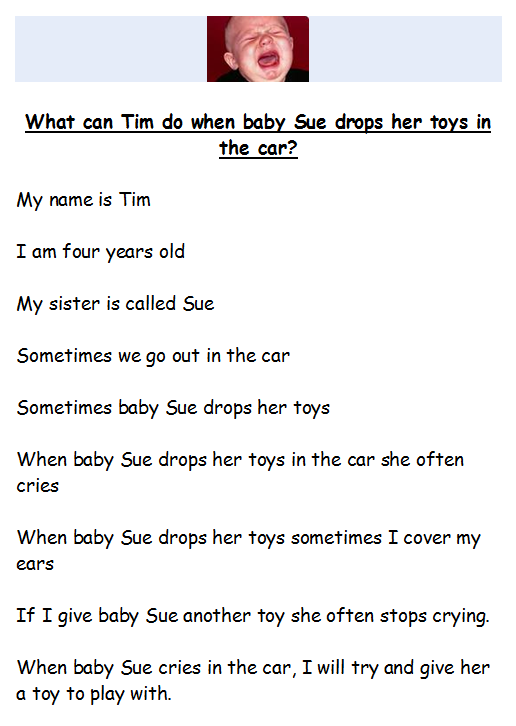 What can Tim do when baby Sue drops her toys in
the car?
My name is Tim
I am four years old
My sister is called Sue
Sometimes we go out in the car
Sometimes baby Sue drops her toys
When baby Sue drops her toys in the car she often
cries
When baby Sue drops her toys sometimes I cover my
ears
If I give baby Sue another toy she often stops crying.
When baby Sue cries in the car, I will try and give her
a toy to play with.